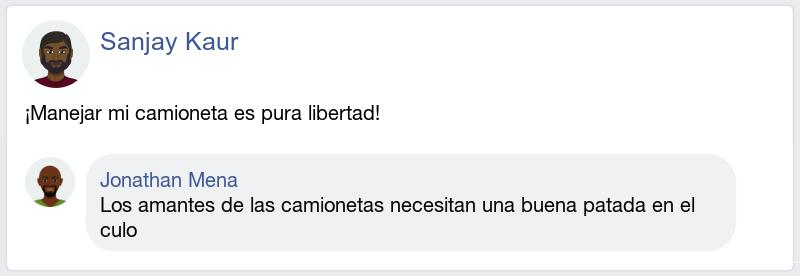 Sanjay Kaur
¡Manejar mi camioneta es pura libertad!
Jonathan Mena
Los amantes de las camionetas necesitan una buena patada en el
culo